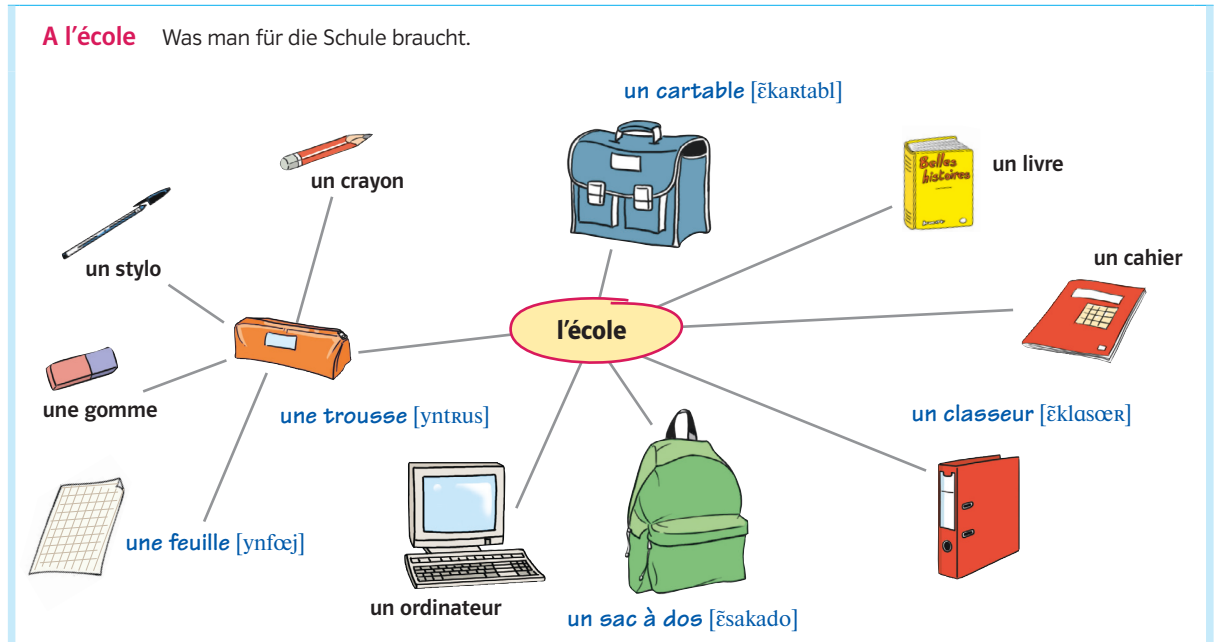 A l'école Was man für die Schule braucht.
un cartable [ɛ̃kaʀtabl]
un crayon
Belles
histoires
un livre
un stylo
un cahier
l'école
une gomme
une trousse [yntʀus]
un classeur [ɛ̃klɑsœʀ]
une feuille [ynfœj]
un ordinateur
un sac à dos [ɛ̃sakado]